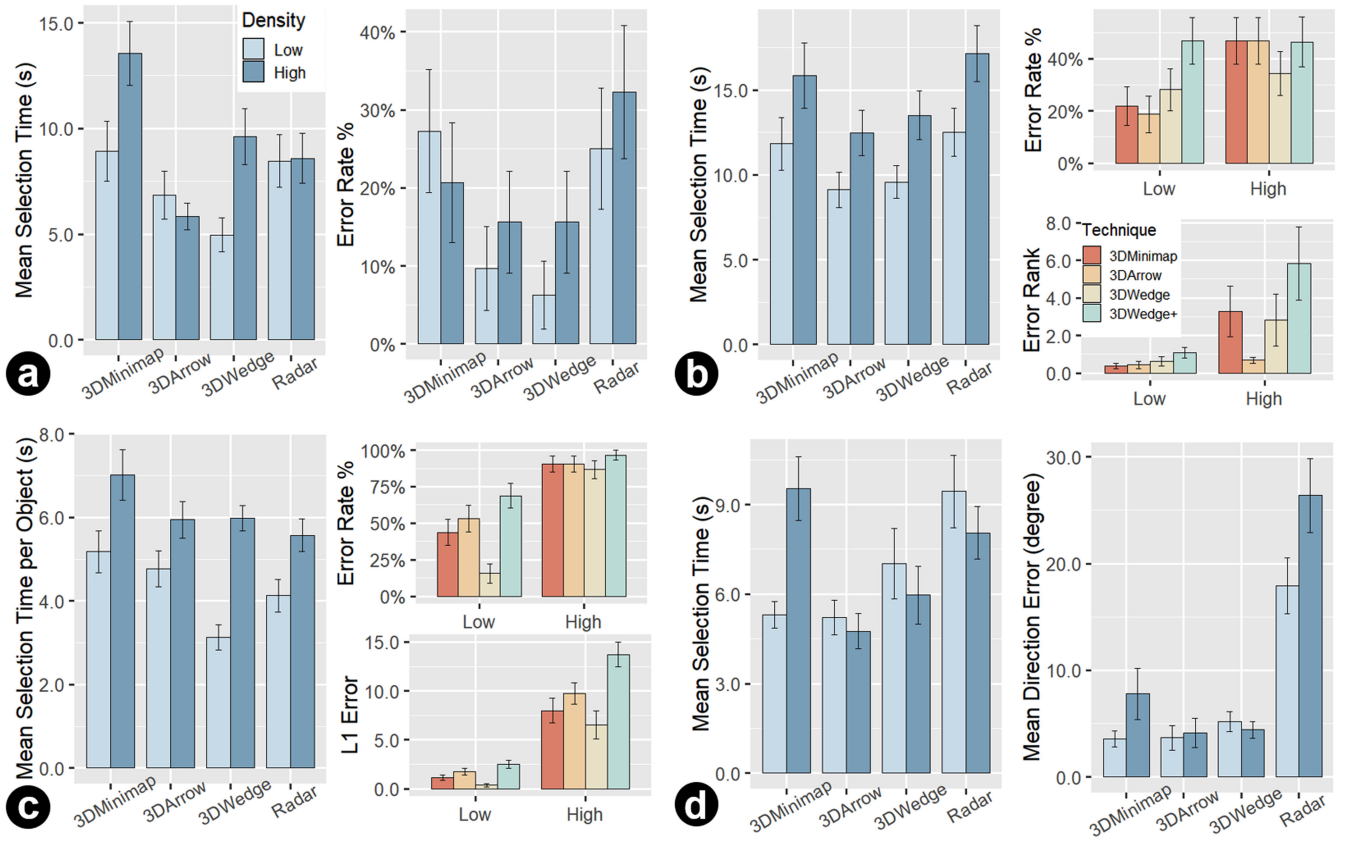 Mean Selection Time (s)
15.0
10.0
5.0
0.0
Density
Low
High
3DMinimap
3DArrow
3DWedge
Radar
a
Error Rate %
40%
30%
20%
10%
0%
3DMinimap
3DArrow
3DWedge
Radar
Mean Selection Time (s)
15.0
10.0
5.0
0.0
3DMinimap
3DArrow
3DWedge
Radar
b
Error Rate %
40%
20%
0%
Low
High
Error Rank
8.0
6.0
4.0
2.0
0.0
Technique
3DMinimap
3DArrow
3DWedge
3DWedge+
Low
High
Mean Selection Time per Object (s)
8.0
6.0
4.0
2.0
0.0
3DMinimap
3DArrow
3DWedge
Radar
c
Error Rate %
100%
75%
50%
25%
0%
Low
High
L1 Error
15.0
10.0
5.0
0.0
Low
High
Mean Selection Time (s)
9.0
6.0
3.0
0.0
3DMinimap
3DArrow
3DWedge
Radar
d
Mean Direction Error (degree)
30.0
20.0
10.0
0.0
3DMinimap
3DArrow
3DWedge
Radar